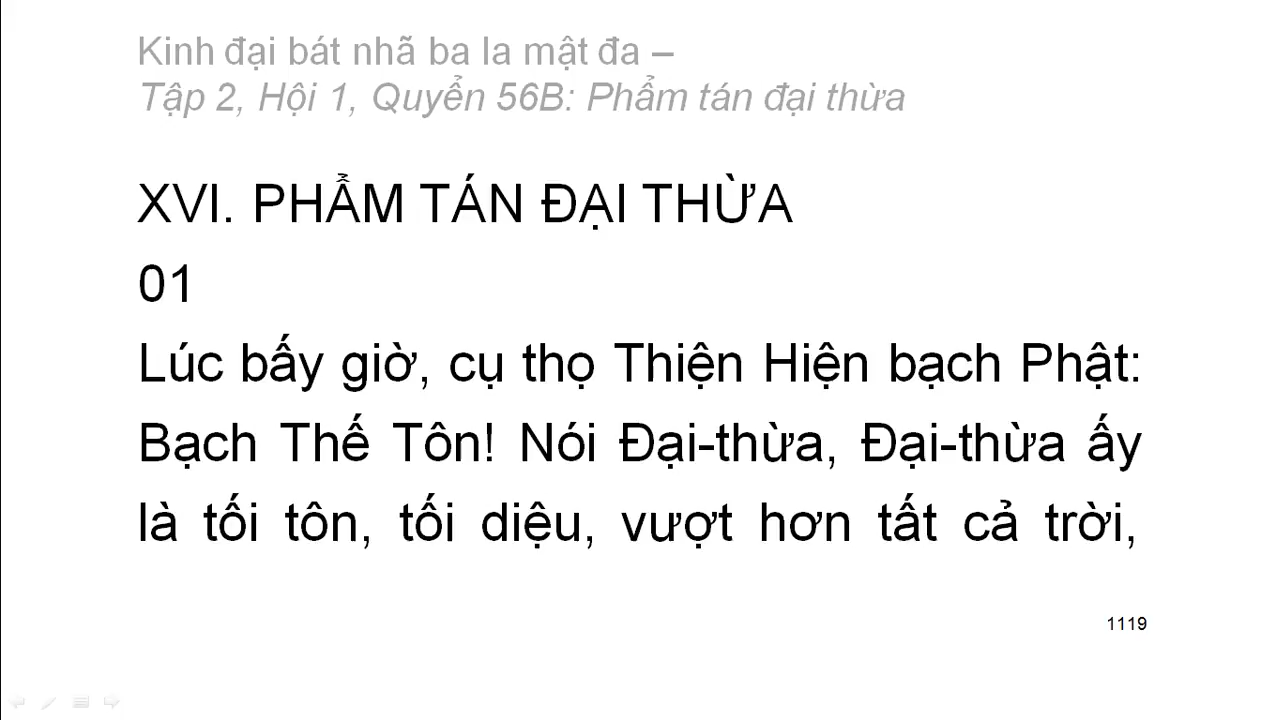 Kinh đại bát nhã ba la mật đa –
Tập 2, Hội 1, Quyển 56B: Phẩm tán đại thừa
XVI. PHẨM TÁN ĐẠI THỪA
01
Lúc bấy giờ, cụ thọ Thiện Hiện bạch Phật:
Bạch Thế Tôn! Nói Đại-thừa, Đại-thừa ấy
là tối tôn, tối diệu, vượt hơn tất cả trời,
1119